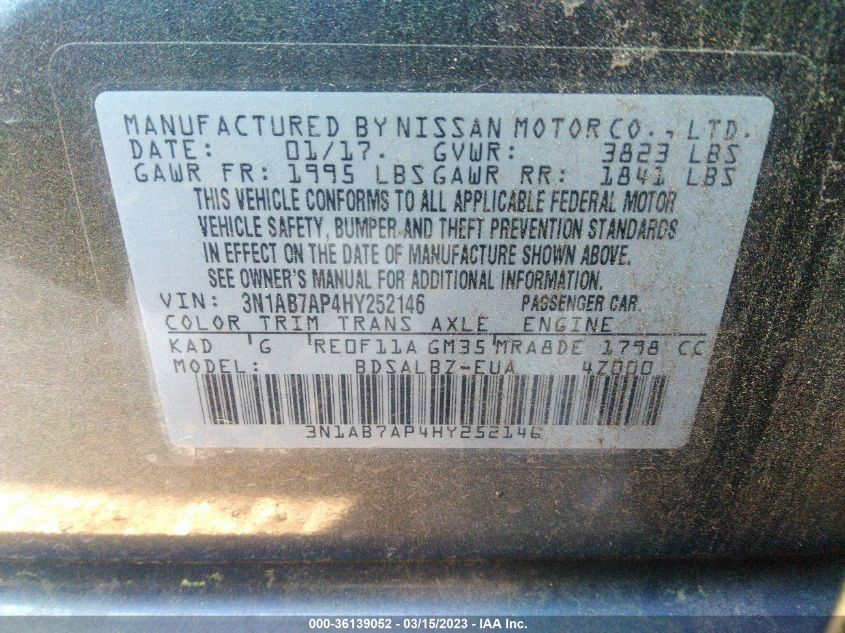 MANUFACTURED BY NISSAN MOTOR CO., LTD.
DATE: 01/17. GVWR: 3823 LBS
GAWR FR: 1995 LBS GAWR RR: 1841 LBS
THIS VEHICLE CONFORMS TO ALL APPLICABLE FEDERAL MOTOR
VEHICLE SAFETY, BUMPER AND THEFT PREVENTION STANDARDS
IN EFFECT ON THE DATE OF MANUFACTURE SHOWN ABOVE.
SEE OWNER'S MANUAL FOR ADDITIONAL INFORMATION.
VIN: 3N1AB7AP4HY252146 PASSENGER CAR.
COLOR TRIM TRANS AXLE ENGINE
KAD G RE0F11A GM35 MRA8DE 1798 CC
MODEL: BDSALBZ-EUA 4Z000
3N1AB7AP4HY252146
000-36139052 / 03/15/2023 - IAA Inc.